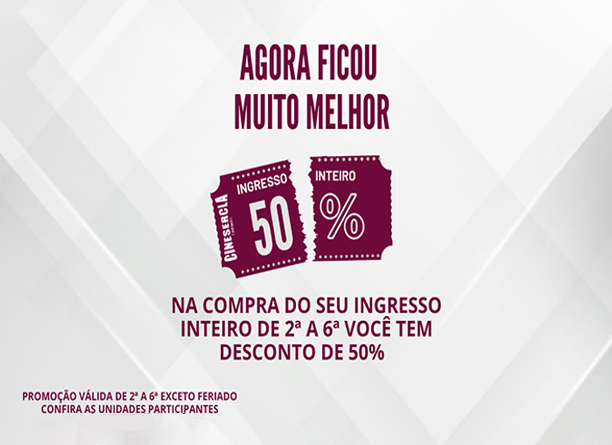 AGORA FICOU
MUITO MELHOR
CINESERCLA
INGRESSO
50
INTEIRO
%
NA COMPRA DO SEU INGRESSO
INTEIRO DE 2ª A 6ª VOCÊ TEM
DESCONTO DE 50%
PROMOÇÃO VÁLIDA DE 2ª A 6ª EXCETO FERIADO
CONFIRA AS UNIDADES PARTICIPANTES